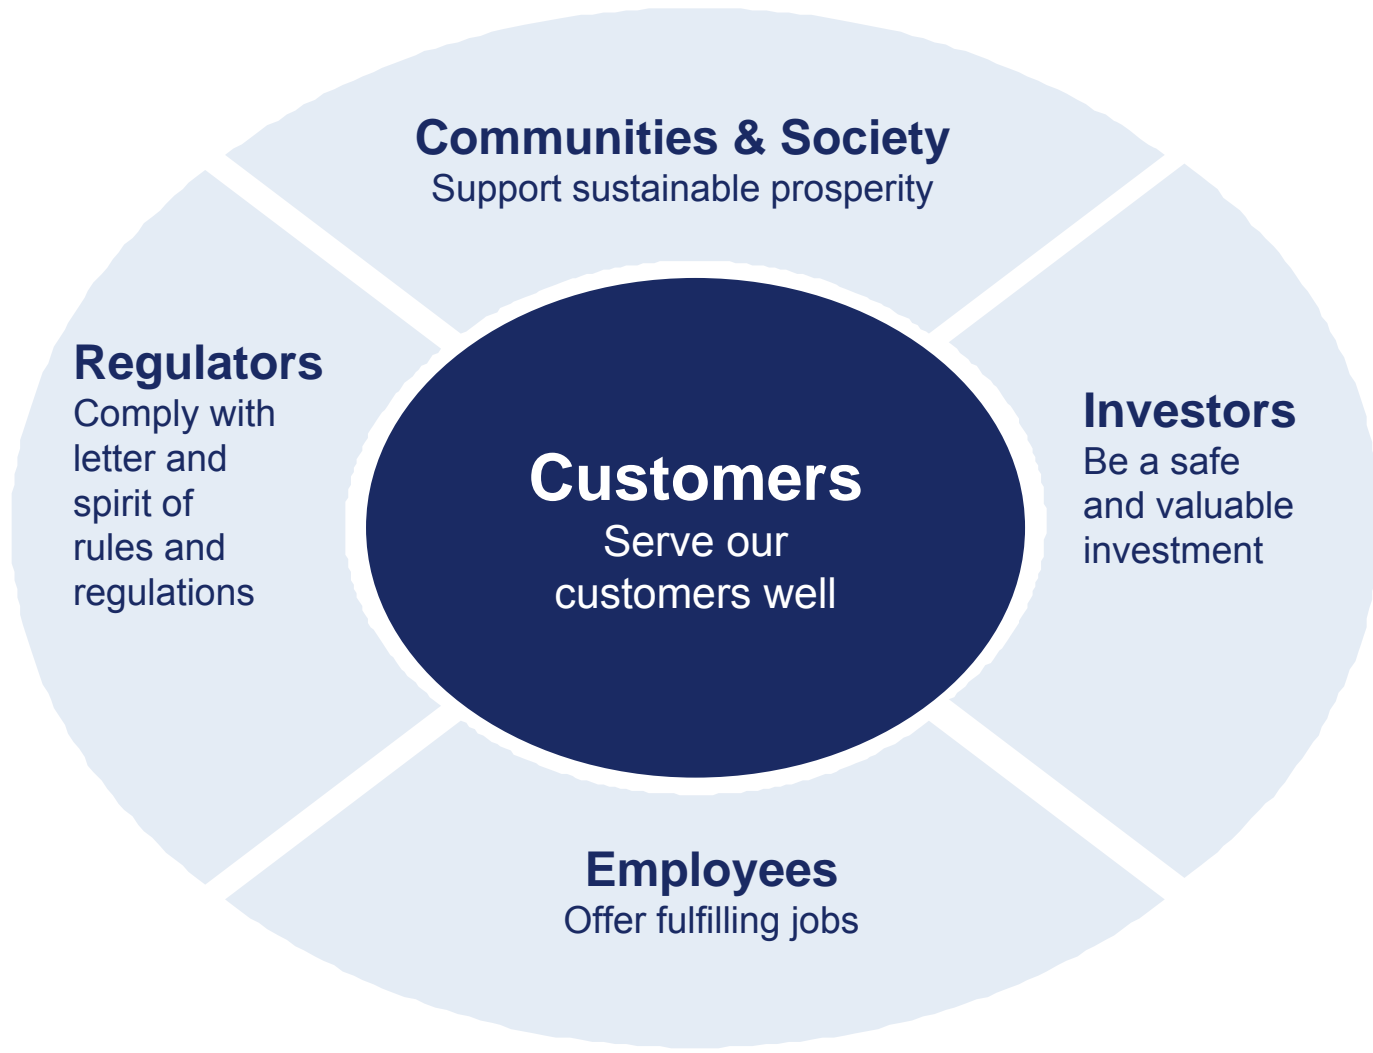 Communities & Society
Support sustainable prosperity
Regulators
Comply with
letter and
spirit of
rules and
regulations
Customers
Serve our
customers well
Investors
Be a safe
and valuable
investment
Employees
Offer fulfilling jobs